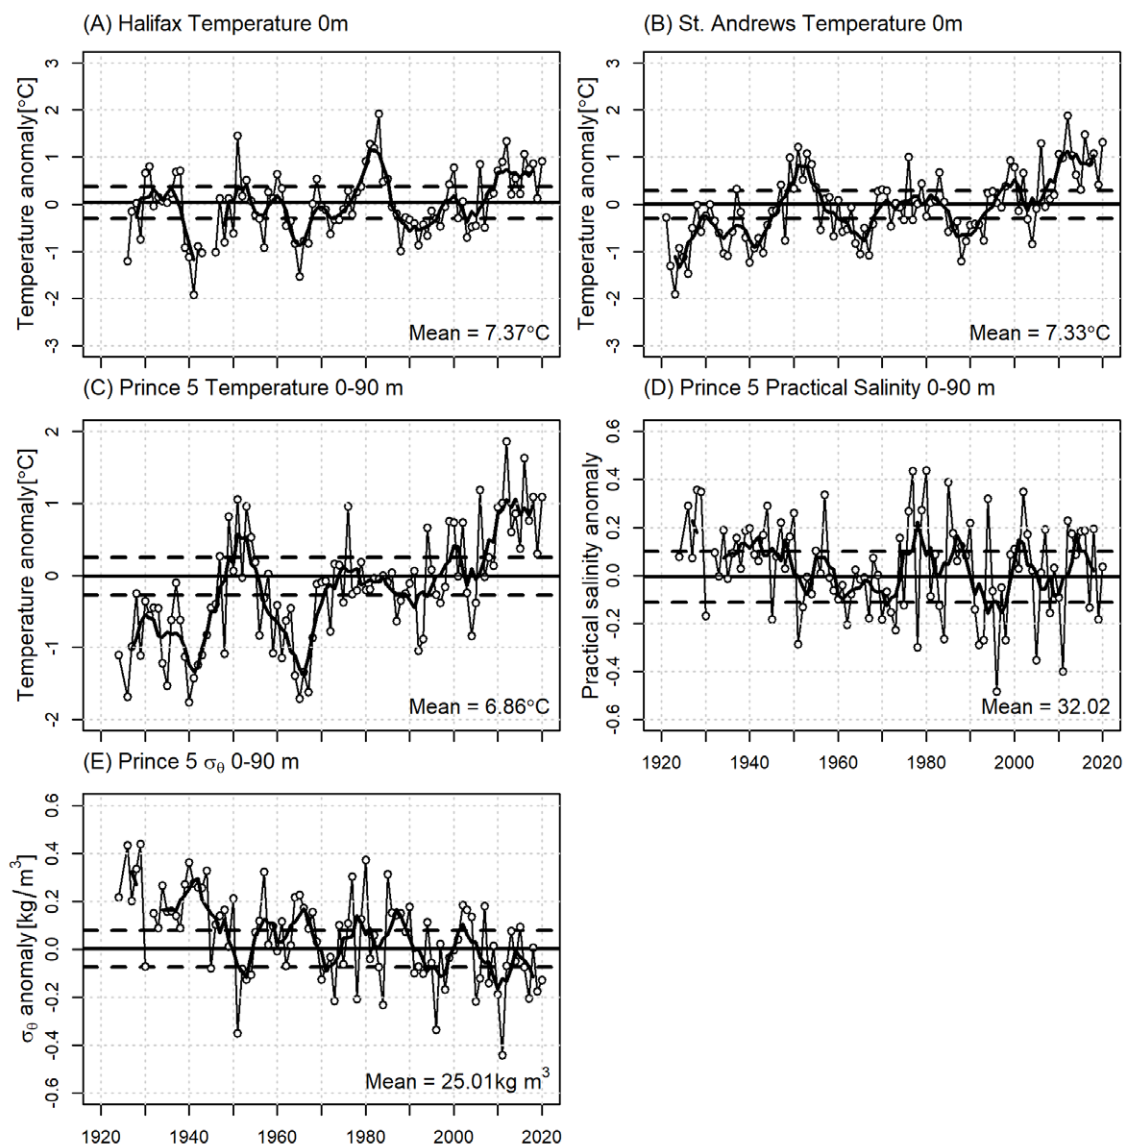 (A) Halifax Temperature 0m
(B) St. Andrews Temperature 0m
Temperature anomaly[°C]
3
2
1
0
-1
-2
-3
Mean = 7.37°C
Temperature anomaly[°C]
3
2
1
0
-1
-2
-3
Mean = 7.33°C
(C) Prince 5 Temperature 0-90 m
(D) Prince 5 Practical Salinity 0-90 m
Temperature anomaly[°C]
2
1
0
-1
-2
Mean = 6.86°C
Practical salinity anomaly
0.6
0.4
0.2
0.0
-0.2
-0.4
-0.6
Mean = 32.02
1920 1940 1960 1980 2000 2020
(E) Prince 5 σθ 0-90 m
σθ anomaly[kg/m³]
0.6
0.4
0.2
0.0
-0.2
-0.4
-0.6
Mean = 25.01kg m³
1920 1940 1960 1980 2000 2020